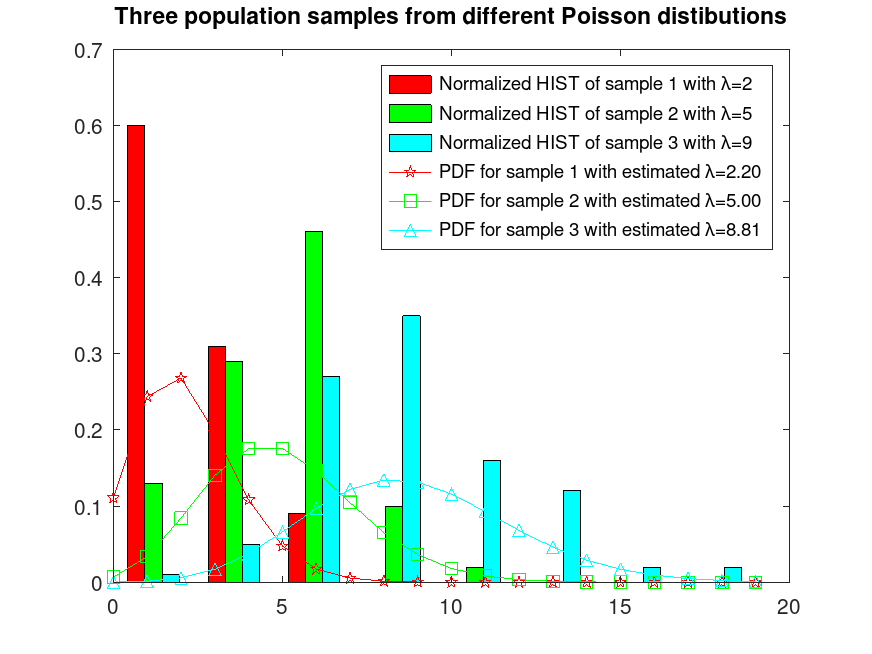 Three population samples from different Poisson distibutions
0.7
0.6
0.5
0.4
0.3
0.2
0.1
0
0
5
10
15
20
Normalized HIST of sample 1 with λ=2
Normalized HIST of sample 2 with λ=5
Normalized HIST of sample 3 with λ=9
PDF for sample 1 with estimated λ=2.20
PDF for sample 2 with estimated λ=5.00
PDF for sample 3 with estimated λ=8.81